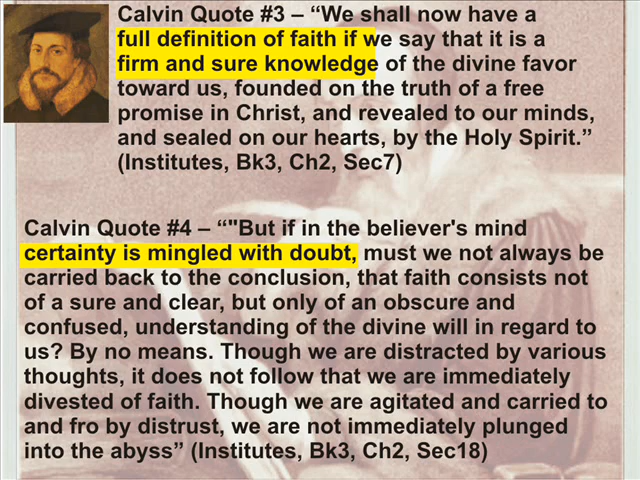 Calvin Quote #3 – “We shall now have a
full definition of faith if we say that it is a
firm and sure knowledge of the divine favor
toward us, founded on the truth of a free
promise in Christ, and revealed to our minds,
and sealed on our hearts, by the Holy Spirit.”
(Institutes, Bk3, Ch2, Sec7)
Calvin Quote #4 – “"But if in the believer's mind
certainty is mingled with doubt, must we not always be
carried back to the conclusion, that faith consists not
of a sure and clear, but only of an obscure and
confused, understanding of the divine will in regard to
us? By no means. Though we are distracted by various
thoughts, it does not follow that we are immediately
divested of faith. Though we are agitated and carried to
and fro by distrust, we are not immediately plunged
into the abyss” (Institutes, Bk3, Ch2, Sec18)